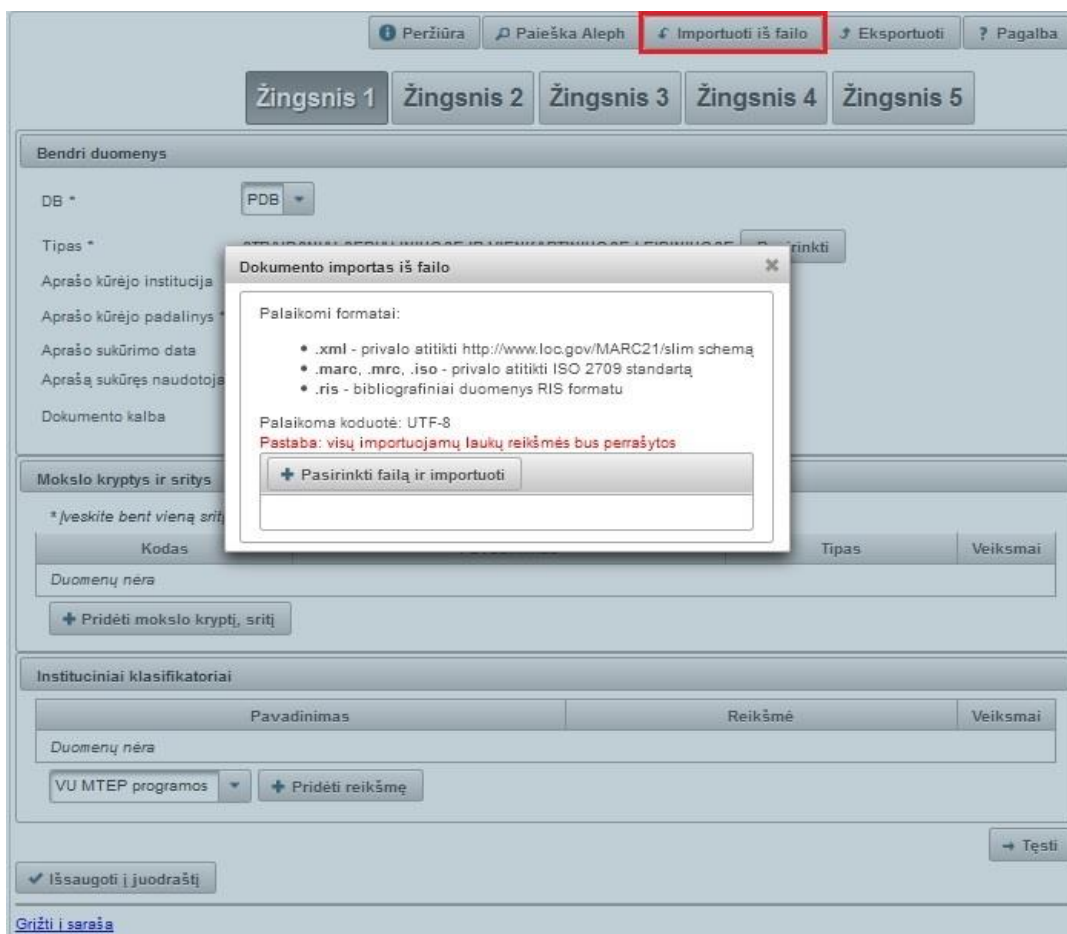 Peržiūra Paieška Aleph Importuoti iš failo Eksportuoti ? Pagalba
Žingsnis 1 Žingsnis 2 Žingsnis 3 Žingsnis 4 Žingsnis 5
Bendri duomenys
DB * PDB
Tipas *
Aprašo kūrėjo institucija
Aprašo kūrėjo padalinys *
Aprašo sukūrimo data
Aprašą sukūręs
Dokumento kalba
Dokumento importas iš failo
Palaikomi formatai:
• .xml - privalo atitikti http://www.loc.gov/MARC21/slim schemą
• .marc, .mrc, .iso - privalo atitikti ISO 2709 standartą
• .ris - bibliografiniai duomenys RIS formatu
Palaikoma koduotė: UTF-8
Pastaba: visų importuojamų laukų reikšmės bus perrašytos
+ Pasirinkti failą ir importuoti
Mokslo kryptys ir sritys
* Įveskite bent vieną
Kodas Tipas Veiksmai
Duomenų nėra
+ Pridėti mokslo kryptį, sritį
Instituciniai klasifikatoriai
Pavadinimas Reikšmė Veiksmai
Duomenų nėra
VU MTEP programos + Pridėti reikšmę
→ Tęsti
✔ Išsaugoti į juodraštį
Grįžti į sąrašą